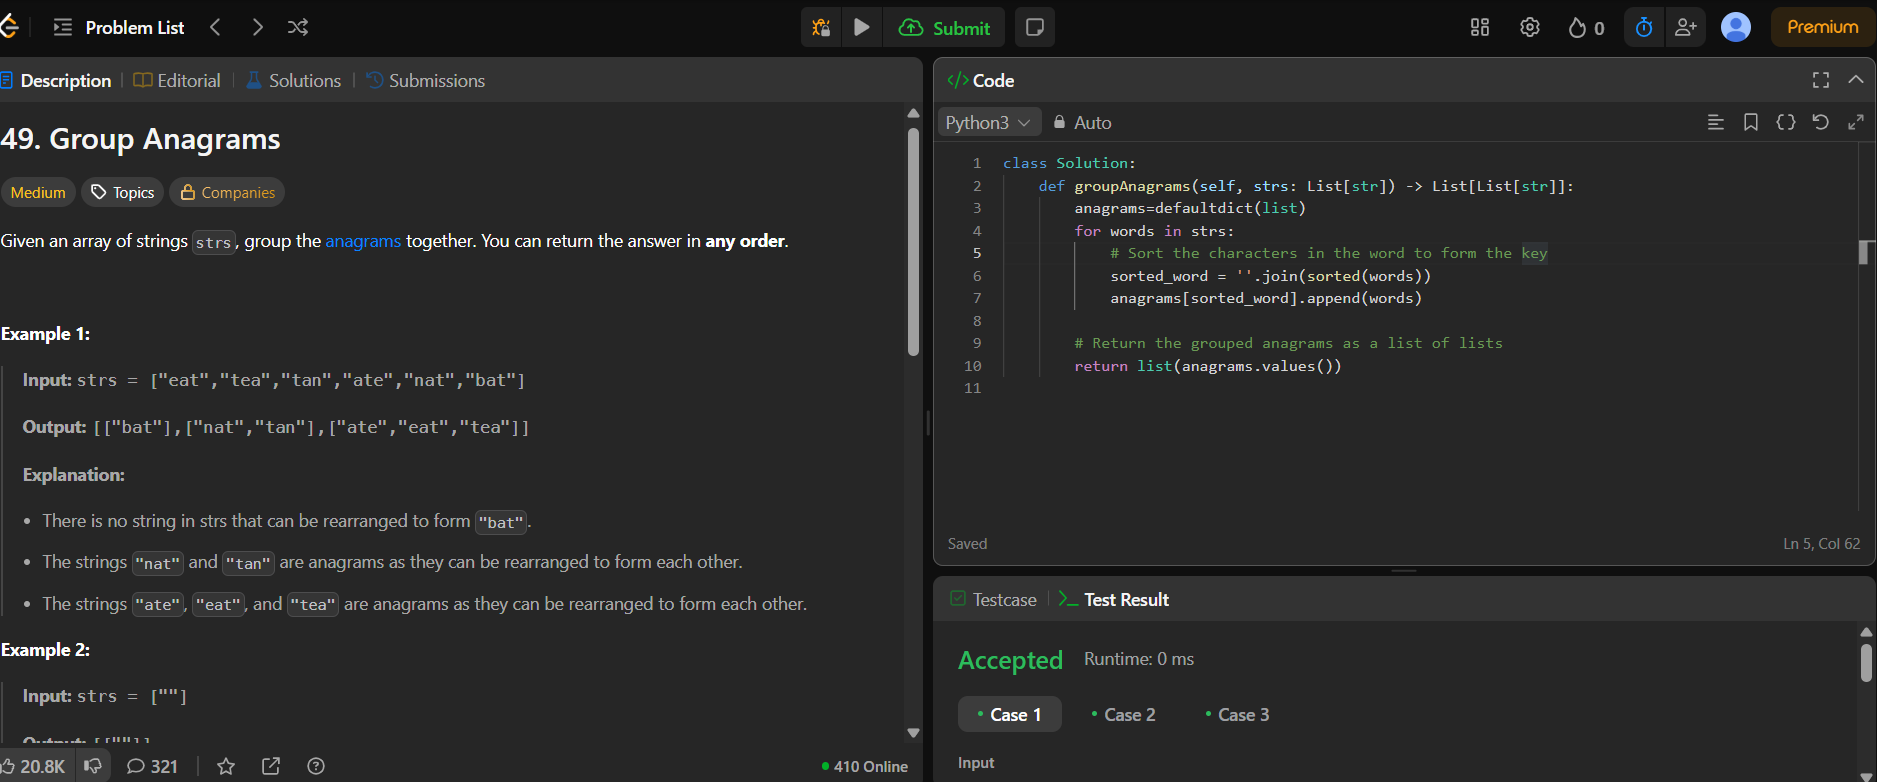 Problem List
Submit
0
Premium
Description
Editorial
Solutions
Submissions
49. Group Anagrams
Medium
Topics
Companies
Given an array of strings strs, group the anagrams together. You can return the answer in any order.
Example 1:
Input: strs = ["eat","tea","tan","ate","nat","bat"]
Output: [["bat"],["nat","tan"],["ate","eat","tea"]]
Explanation:
• There is no string in strs that can be rearranged to form "bat".
• The strings "nat" and "tan" are anagrams as they can be rearranged to form each other.
• The strings "ate", "eat", and "tea" are anagrams as they can be rearranged to form each other.
Example 2:
Input: strs = [""]
Output: [[""]]
20.8K
321
410 Online
</> Code
Python3
Auto
1 class Solution:
2     def groupAnagrams(self, strs: List[str]) -> List[List[str]]:
3         anagrams=defaultdict(list)
4         for words in strs:
5             # Sort the characters in the word to form the key
6             sorted_word = ''.join(sorted(words))
7             anagrams[sorted_word].append(words)
8
9         # Return the grouped anagrams as a list of lists
10         return list(anagrams.values())
11
Saved
Ln 5, Col 62
Testcase
>_ Test Result
Accepted
Runtime: 0 ms
• Case 1
• Case 2
• Case 3
Input